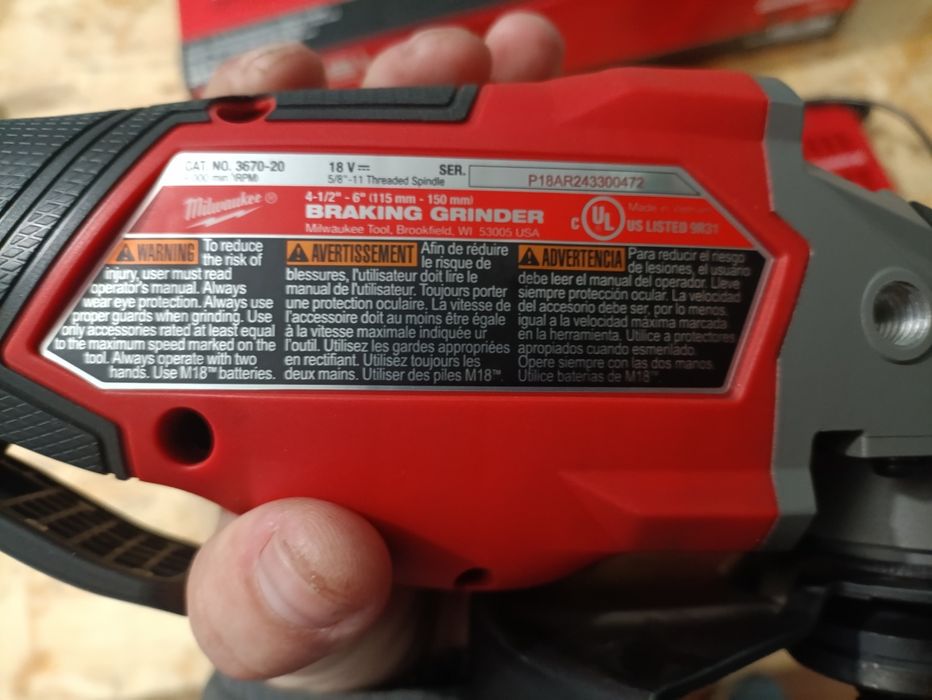 CAT. NO. 3670-20
18 V⎓
SER. P18AR243300472
min⁻¹(RPM)
5/8"-11 Threaded Spindle
Milwaukee®
4-1/2" - 6" (115 mm - 150 mm)
BRAKING GRINDER
Milwaukee Tool, Brookfield, WI 53005 USA
Made in
C UL US LISTED 9R31
WARNING To reduce
the risk of
injury, user must read
operator's manual. Always
wear eye protection. Always use
proper guards when grinding. Use
only accessories rated at least equal
to the maximum speed marked on the
tool. Always operate with two
hands. Use M18™ batteries.
AVERTISSEMENT Afin de réduire
le risque de
blessures, l'utilisateur doit lire le
manuel de l'utilisateur. Toujours porter
une protection oculaire. La vitesse de
l'accessoire doit au moins être égale
à la vitesse maximale indiquée ur
l'outil. Utilisez les gardes appropriées
en rectifiant. Utilisez toujours les
deux mains. Utiliser des piles M18™.
ADVERTENCIA Para reducir el riesgo
de lesiones, el usuario
debe leer el manual del operador. Lleve
siempre protección ocular. La velocidad
del accesorio debe ser, por lo menos,
igual a la velocidad máxima marcada
en la herramienta. Utilice a protectores
apropiados cuando esmerilado.
Opere siempre con las dos manos.
Utilice baterías de M18™.